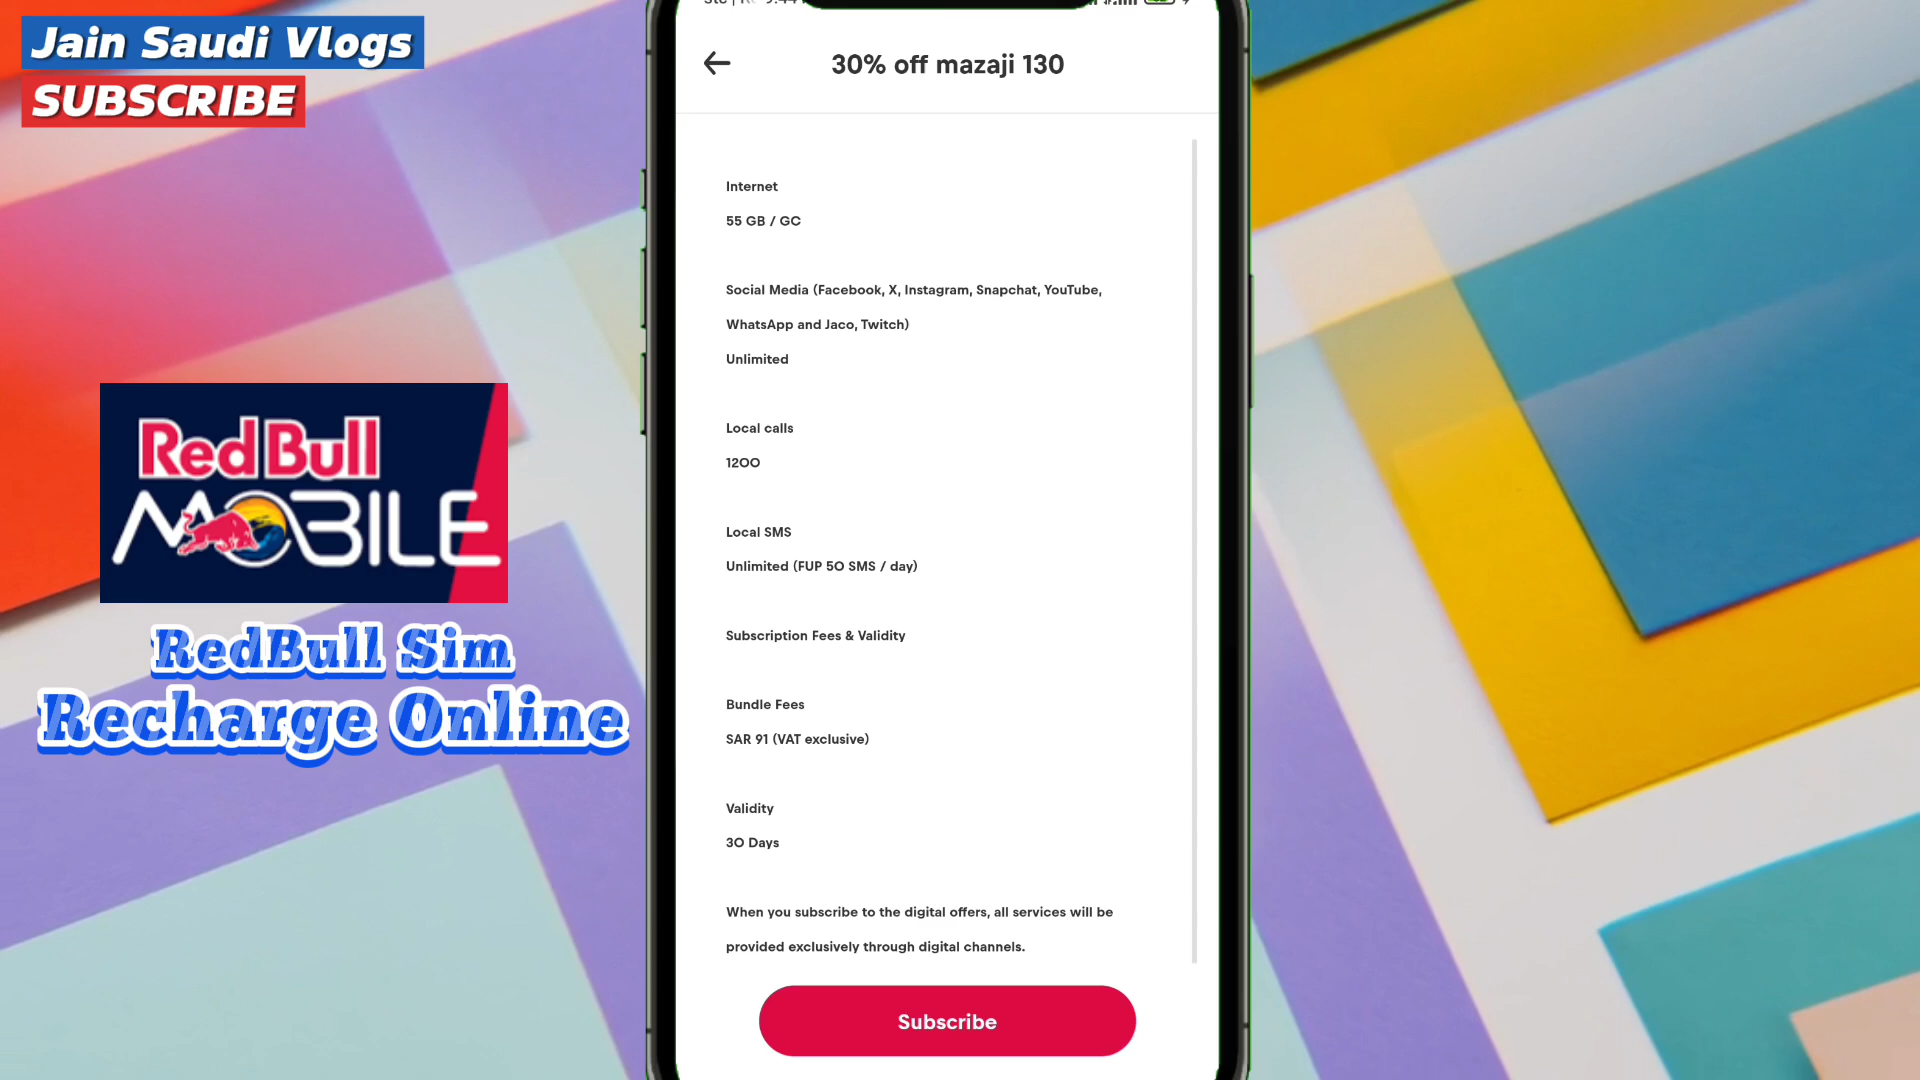 Jain Saudi Vlogs
SUBSCRIBE
30% off mazaji 130
Internet
55 GB / GC
Social Media (Facebook, X, Instagram, Snapchat, YouTube,
WhatsApp and Jaco, Twitch)
Unlimited
Local calls
1200
Local SMS
Unlimited (FUP 50 SMS / day)
Subscription Fees & Validity
Bundle Fees
SAR 91 (VAT exclusive)
Validity
30 Days
When you subscribe to the digital offers, all services will be
provided exclusively through digital channels.
Subscribe
Red Bull
MOBILE
RedBull Sim
Recharge Online